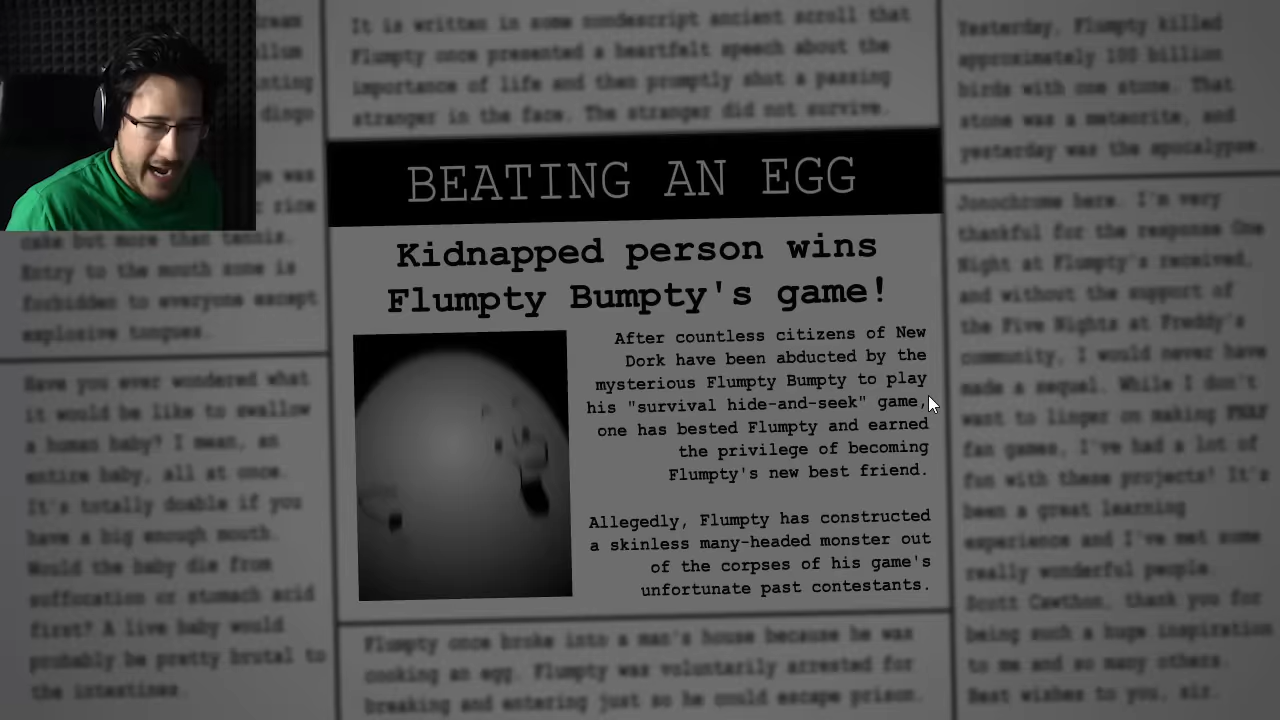 dream
It is written in some nondescript ancient scroll that
Flumpty once presented a heartfelt speech about the
importance of life and then promptly shot a passing
stranger in the face. The stranger did not survive.
dingo
rice
cake but more than tennis.
Entry to the mouth zone is
forbidden to everyone except
explosive tongues.
Have you ever wondered what
it would be like to swallow
a human baby? I mean, an
entire baby, all at once.
It's totally doable if you
have a big enough mouth.
Would the baby die from
suffocation or stomach acid
first? A live baby would
probably be pretty brutal to
the intestines.
BEATING AN EGG
Kidnapped person wins
Flumpty Bumpty's game!
After countless citizens of New
Dork have been abducted by the
mysterious Flumpty Bumpty to play
his "survival hide-and-seek" game,
one has bested Flumpty and earned
the privilege of becoming
Flumpty's new best friend.
Allegedly, Flumpty has constructed
a skinless many-headed monster out
of the corpses of his game's
unfortunate past contestants.
Flumpty once broke into a man's house because he was
cooking an egg. Flumpty was voluntarily arrested for
breaking and entering just so he could escape prison.
Yesterday, Flumpty killed
approximately 100 billion
birds with one stone. That
stone was a meteorite, and
yesterday was the apocalypse.
Jonochrome here. I'm very
thankful for the response One
Night at Flumpty's received,
and without the support of
the Five Nights at Freddy's
community, I would never have
made a sequel. While I don't
want to linger on making FNAF
fan games, I've had a lot of
fun with these projects! It's
been a great learning
experience and I've met some
really wonderful people.
Scott Cawthon, thank you for
being such a huge inspiration
to me and so many others.
Best wishes to you, sir.